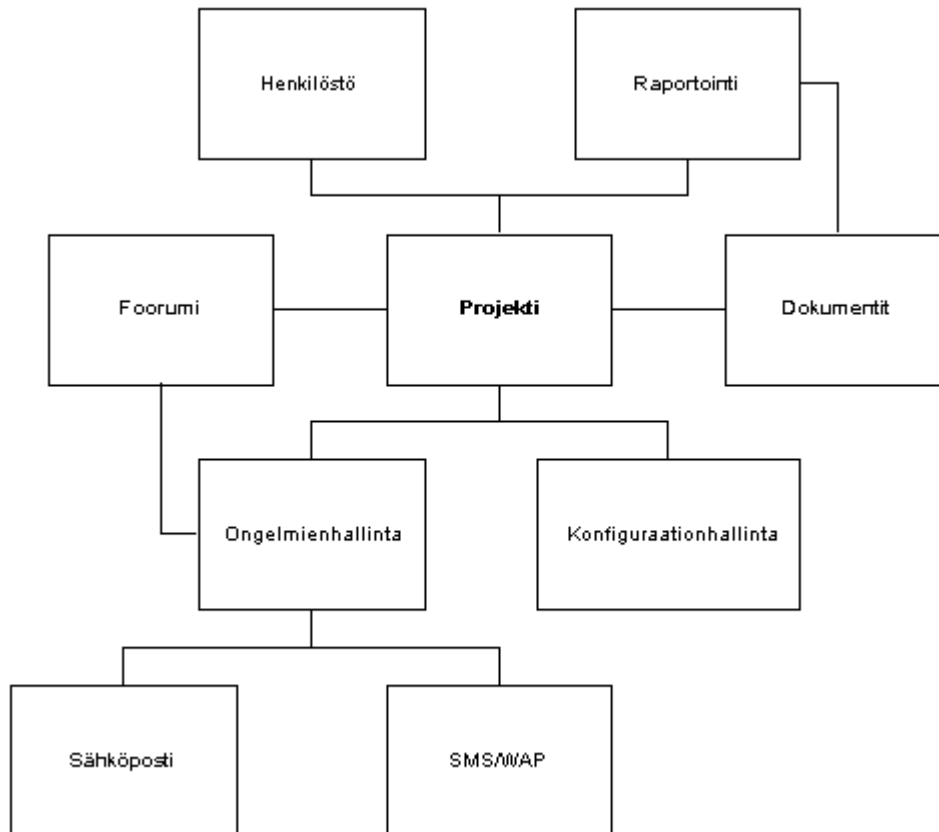 Henkilöstö
Raportointi
Foorumi
Projekti
Dokumentit
Ongelmienhallinta
Konfiguraationhallinta
Sähköposti
SMS/WAP